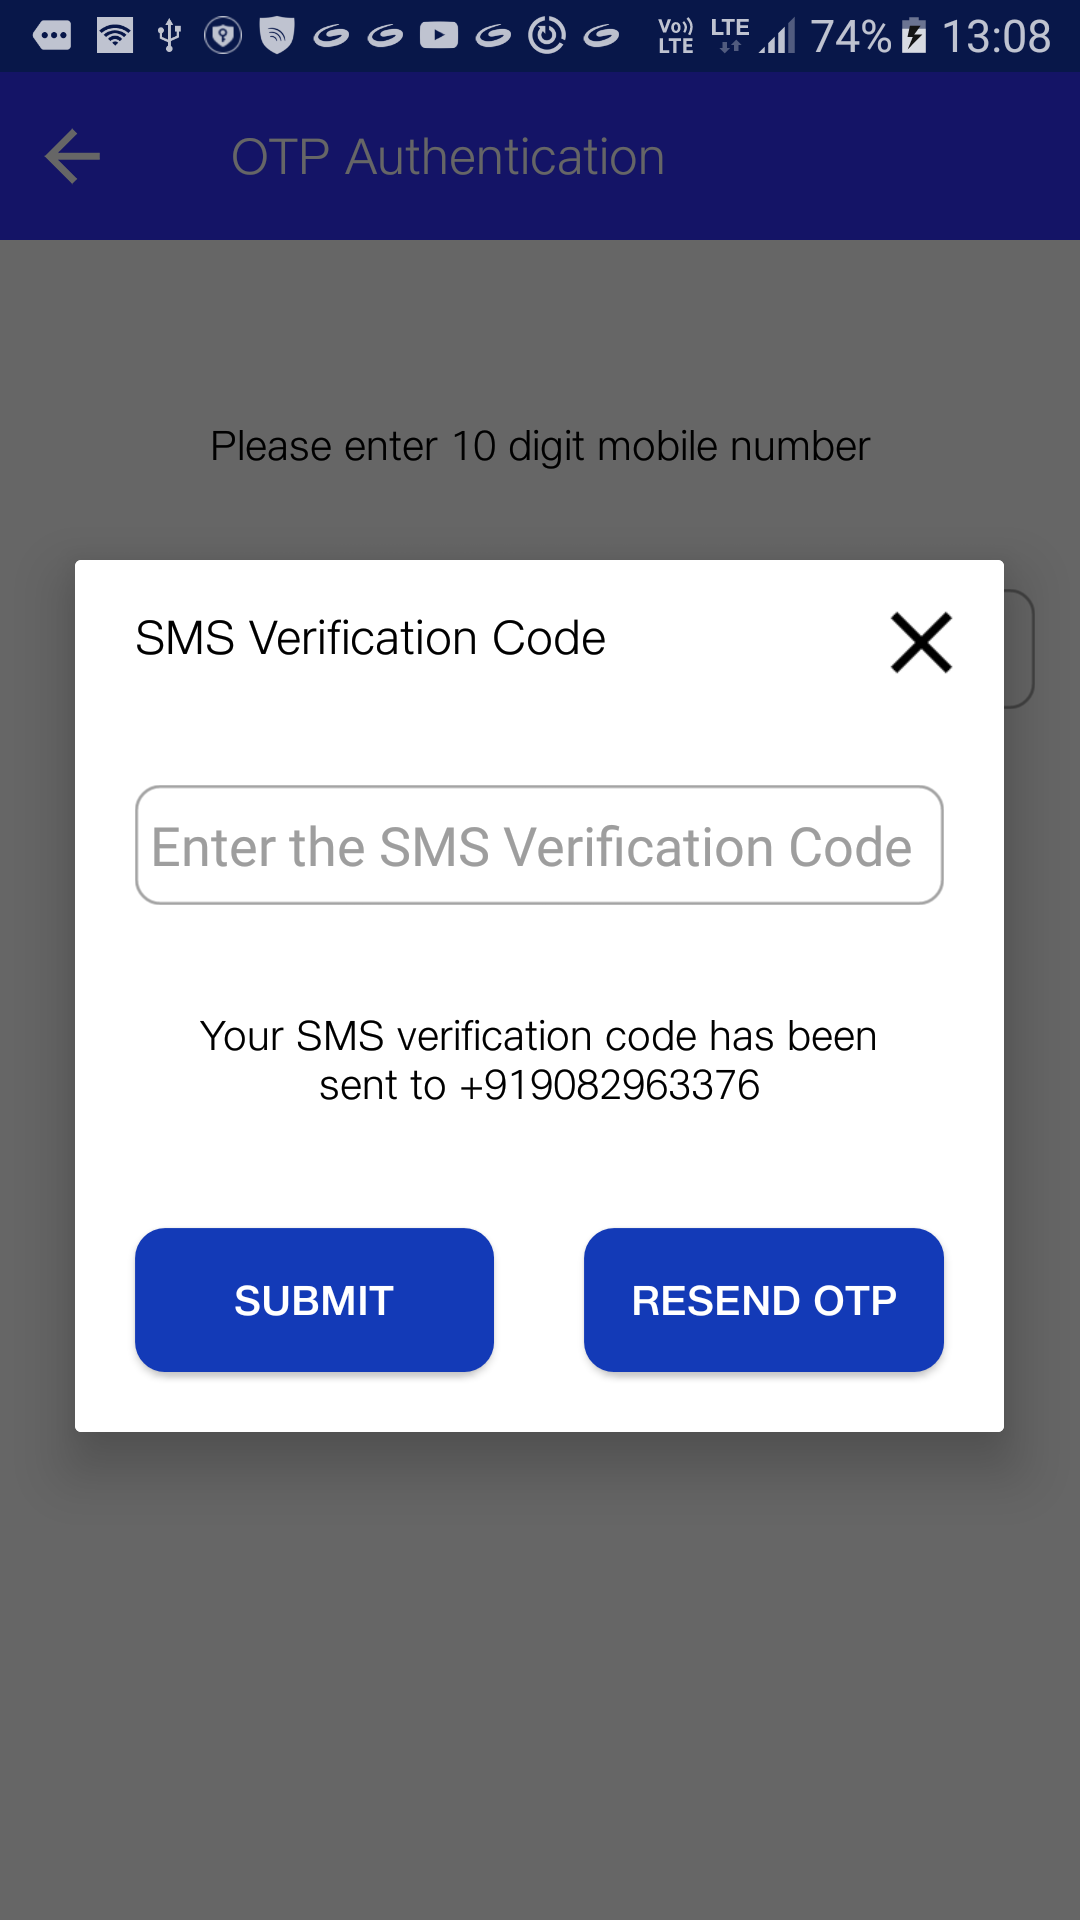 Vo)) LTE LTE 74% 13:08
OTP Authentication
Please enter 10 digit mobile number
SMS Verification Code
Enter the SMS Verification Code
Your SMS verification code has been
sent to +919082963376
SUBMIT RESEND OTP